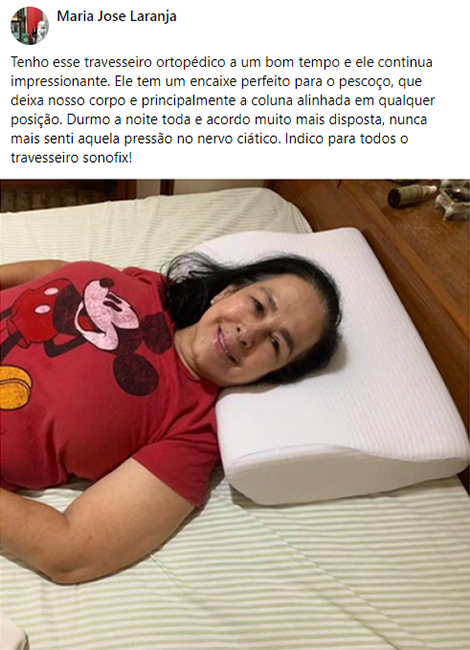 Maria Jose Laranja
Tenho esse travesseiro ortopédico a um bom tempo e ele continua
impressionante. Ele tem um encaixe perfeito para o pescoço, que
deixa nosso corpo e principalmente a coluna alinhada em qualquer
posição. Durmo a noite toda e acordo muito mais disposta, nunca
mais senti aquela pressão no nervo ciático. Indico para todos o
travesseiro sonofix!